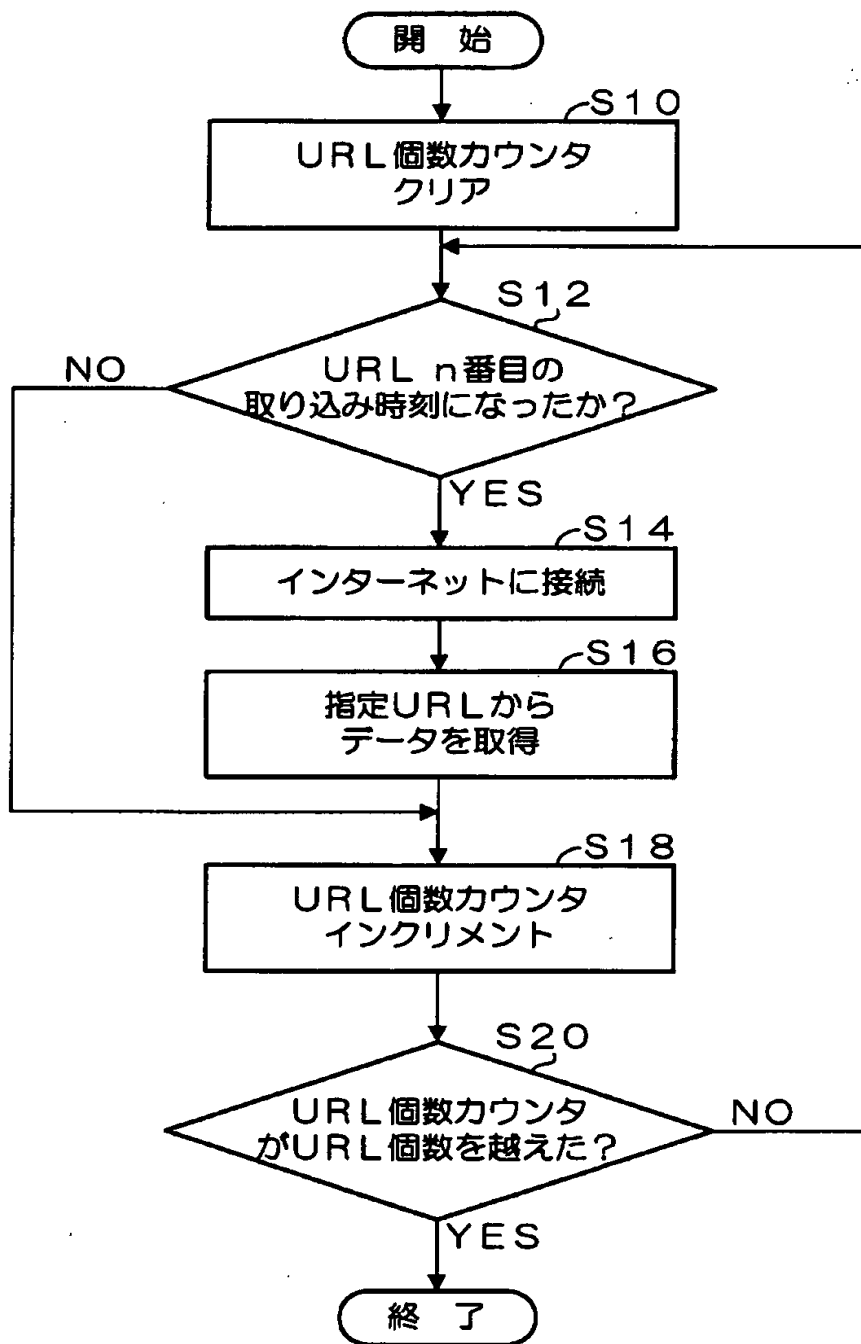 開 始
S10
URL個数カウンタ
クリア
S12
NO
URL n番目の
取り込み時刻になったか？
YES
S14
インターネットに接続
S16
指定URLから
データを取得
S18
URL個数カウンタ
インクリメント
S20
URL個数カウンタ
がURL個数を越えた？
NO
YES
終 了